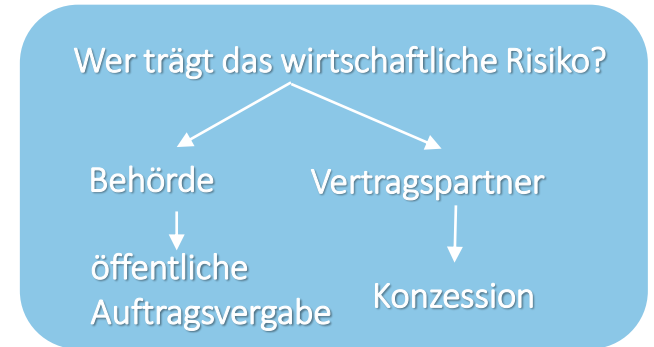 Wer trägt das wirtschaftliche Risiko?
Behörde
Vertragspartner
öffentliche
Auftragsvergabe
Konzession